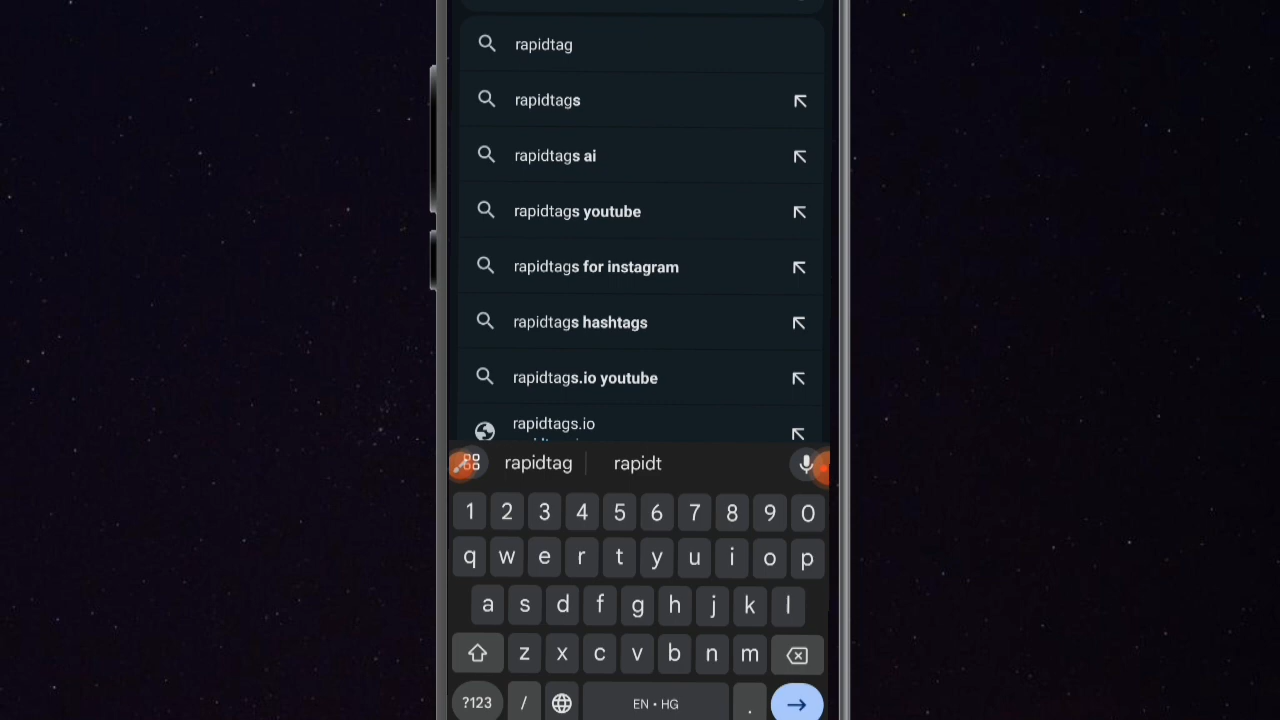 rapidtag
rapidtags
rapidtags ai
rapidtags youtube
rapidtags for instagram
rapidtags hashtags
rapidtags.io youtube
rapidtags.io
rapidtag rapidt
1 2 3 4 5 6 7 8 9 0
q w e r t y u i o p
a s d f g h j k l
z x c v b n m
?123 / EN • HG .